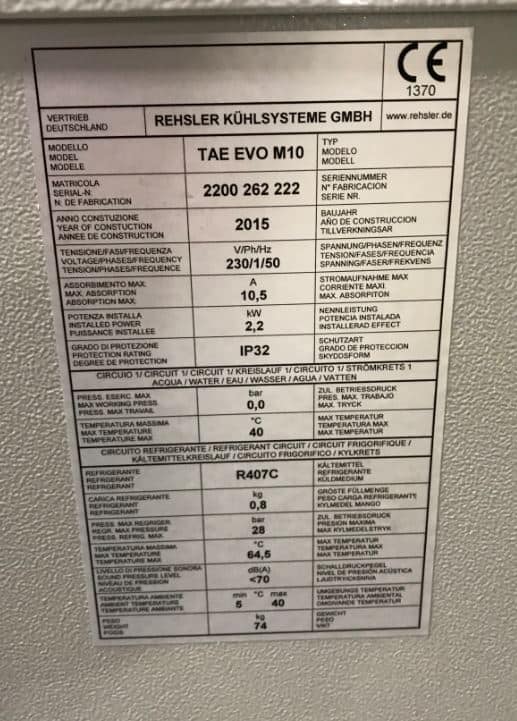 CE
1370
VERTRIEB
DEUTSCHLAND
REHSLER KÜHLSYSTEME GMBH
www.rehsler.de
MODELLO
MODEL
MODELE
TAE EVO M10
TYP
MODELO
MODELL
MATRICOLA
SERIAL-N:
N: DE FABRICATION
2200 262 222
SERIENNUMMER
N° FABRICACION
SERIE NR.
ANNO CONSTUZIONE
YEAR OF CONSTUCTION
ANNEE DE CONSTRUCTION
2015
BAUJAHR
AÑO DE CONSTRUCCION
TILLVERKNINGSAR
TENISIONE/FASI/FREQUENZA
VOLTAGE/PHASES/FREQUENCY
TENSION/PHASES/FREQUENCE
V/Ph/Hz
230/1/50
SPANNUNG/PHASEN/FREQUENZ
TENSION/FASES/FREQUENCIA
SPANNING/FASER/FREKVENS
ASSORBIMENTO MAX.
MAX. ABSORPTION
ABSORPTION MAX.
A
10,5
STROMAUFNAHME MAX
CORRIENTE MAXI.
MAX. ABSORPITON
POTENZA INSTALLA
INSTALLED POWER
PUISSANCE INSTALLEE
kW
2,2
NENNLEISTUNG
POTENCIA INSTALADA
INSTALLERAD EFFECT
GRADO DI PROTEZIONE
PROTECTION RATING
DEGREE DE PROTECTION
IP32
SCHUTZART
GRADO DE PROTECCION
SKYDDSFORM
CIRCUIO 1/ CIRCUIT 1/ CIRCUIT 1/ KREISLAUF 1/ CIRCUITO 1/ STRÖMKRETS 1
ACQUA / WATER / EAU / WASSER / AGUA / VATTEN
PRESS. ESERC. MAX
MAX WORKING PRESS
PRESS. MAX TRAVAIL
bar
0,0
ZUL. BETRIEBSDRUCK
PRES. MAX. TRABAJO
MAX. TRYCK
TEMPERATURA MASSIMA
MAX TEMPERATURE
TEMPERATURE MAX
°C
40
MAX TEMPERATUR
TEMPERATURA MAX
MAX TEMPERATUR
CIRCUITO REFRIGERANTE / REFRIGERANT CIRCUIT / CIRCUIT FRIGORIFIQUE /
KÄLTEMITTELKREISLAUF / CIRCUITO FRIGORIFICO / KYLKRETS
REFRIGERANTE
REFRIGERANT
REFRIGERANT
R407C
KÄLTEMITTEL
REFRIGERANTE
KÜLDMEDIUM
CARICA REFRIGERANTE
REFRIGERANT
REFRIGERANT
kg
0,8
GRÖSTE FÜLLMENGE
PESO CARGA REFRIGERANTE
KYLMEDEL MANGO
PRESS. MAX REGRIGER.
REGR. MAX PRESSURE
PRESS. REFRIG. MAX.
bar
28
ZUL. BETRIEBSDRUCK
PRESION MAXIMA
MAX KYLMEDELSTRYK
TEMPERATURA MASSIMA
MAX TEMPERATURE
TEMPERATURE MAX
°C
64,5
MAX TEMPERATUR
TEMPERATURA MAX
MAX TEMPERATUR
LIVELLO DI PRESSIONE SONORA
SOUND PRESSURE LEVEL
NIVEAU DE PRESSION
ACOUSTIQUE
dB(A)
<70
SCHALLDRUCKPEGEL
NIVEL DE PRESIÓN ACÚSTICA
TEMPERATURA AMBIENTE
AMBIENT TEMPERATURE
TEMPERATURE AMBIANTE
min °C max
5 40
UMGEBUNGS TEMPERATUR
TEMPERATURA AMBIENTAL
OMGIVANDE TEMPERATUR
PESO
WEIGHT
POIDS
kg
74
GEWICHT
PESO